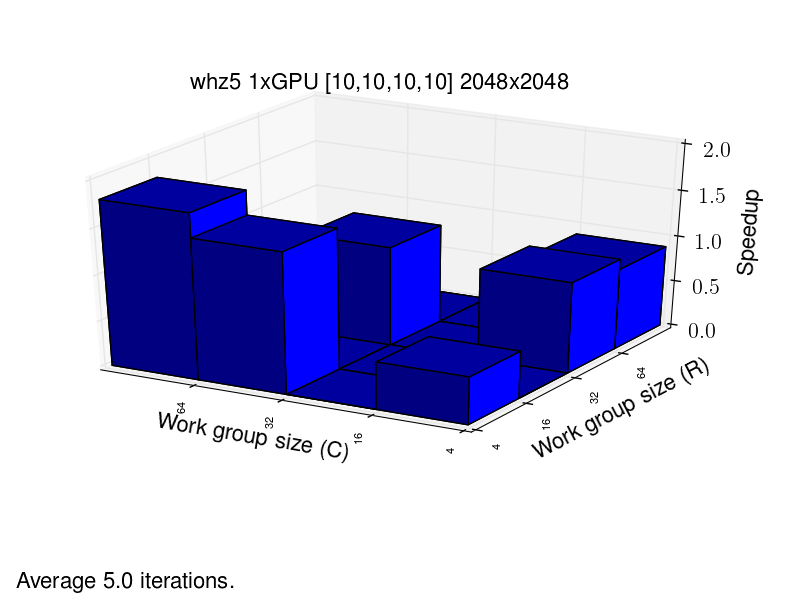 whz5 1xGPU [10,10,10,10] 2048x2048
2.0
1.5
1.0
0.5
0.0
Speedup
64
32
16
4
Work group size (C)
4
16
32
64
Work group size (R)
Average 5.0 iterations.